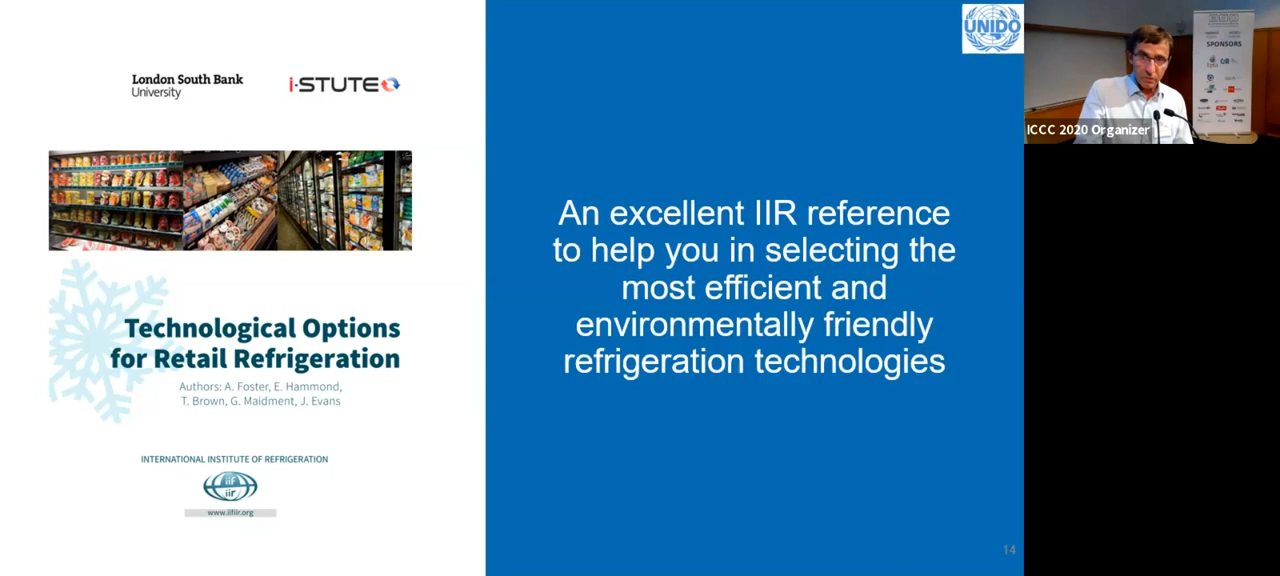 London South Bank
University
i-STUTE
Technological Options
for Retail Refrigeration
Authors: A. Foster, E. Hammond,
T. Brown, G. Maidment, J. Evans
INTERNATIONAL INSTITUTE OF REFRIGERATION
iif
iir
www.iifiir.org
UNIDO
An excellent IIR reference
to help you in selecting the
most efficient and
environmentally friendly
refrigeration technologies
14
SPONSORS
ICCC 2020 Organizer